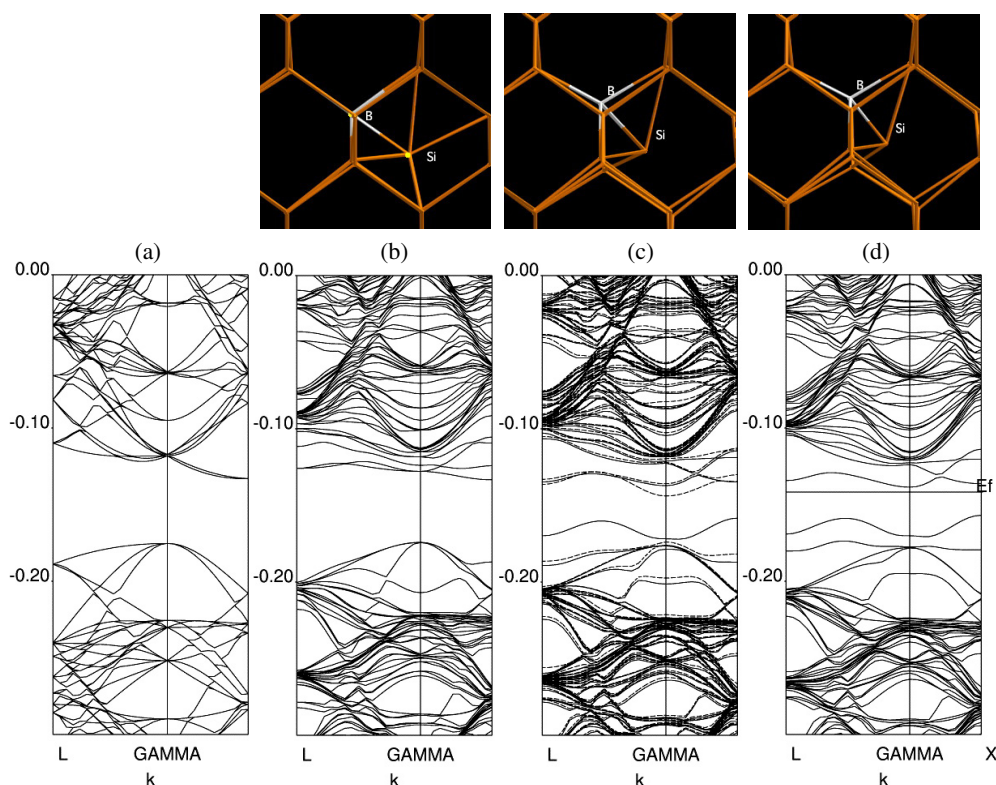 B
Si
B
Si
B
Si
(a) (b) (c) (d)
0.00 0.00 0.00 0.00
-0.10 -0.10 -0.10 -0.10
Ef
-0.20 -0.20 -0.20 -0.20
L GAMMA L GAMMA L GAMMA L GAMMA X
k k k k